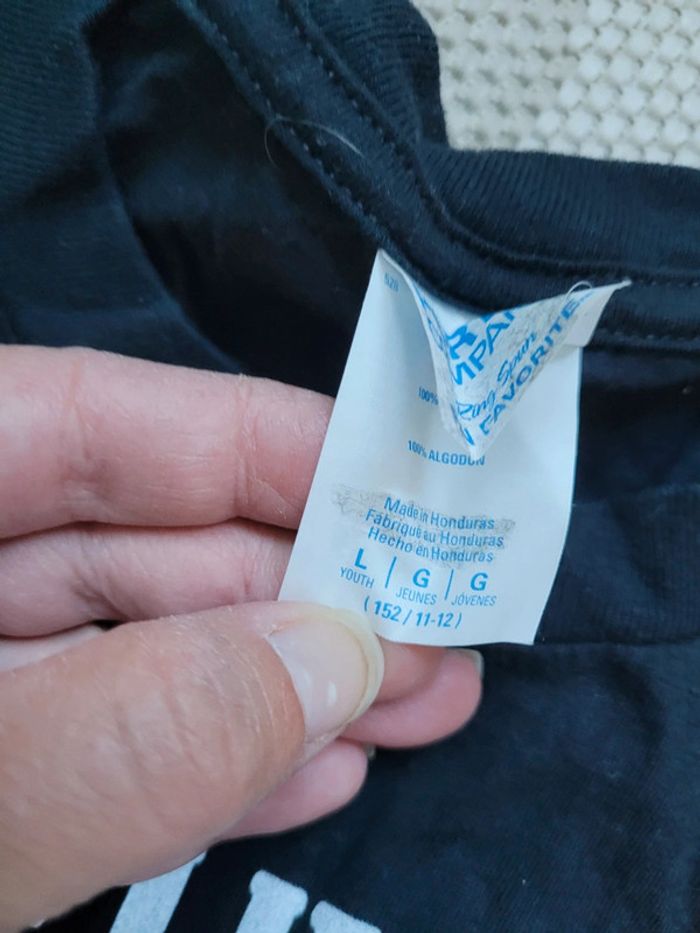 MPA
Ring Spun
FAVORITE
100%
100% ALGODON
Made in Honduras
Fabriqué au Honduras
Hecho en Honduras
L | G | G
YOUTH JEUNES JÓVENES
(152/11-12)